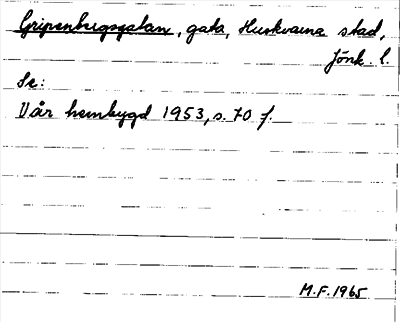 Gripenbergsgatan, gata, Huskvarna stad,
Jönk. l.
Se:
Vår hembygd 1953, s. 70 f.
M.F. 1965